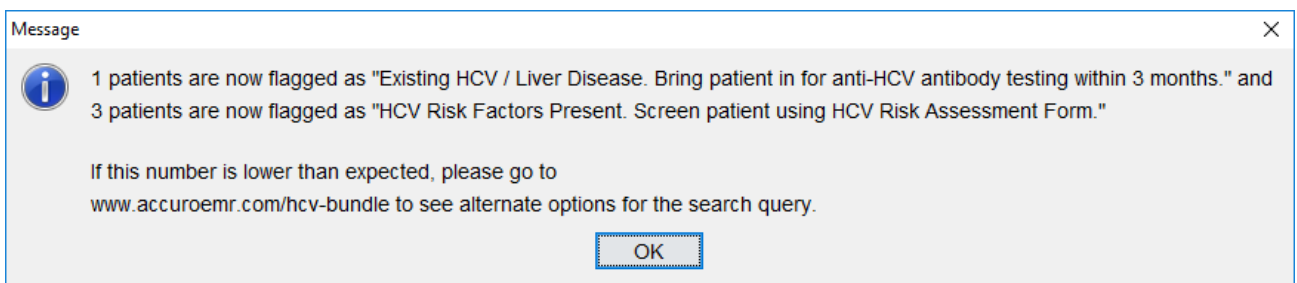 Message
1 patients are now flagged as "Existing HCV / Liver Disease. Bring patient in for anti-HCV antibody testing within 3 months." and
3 patients are now flagged as "HCV Risk Factors Present. Screen patient using HCV Risk Assessment Form."
If this number is lower than expected, please go to
www.accuroemr.com/hcv-bundle to see alternate options for the search query.
OK